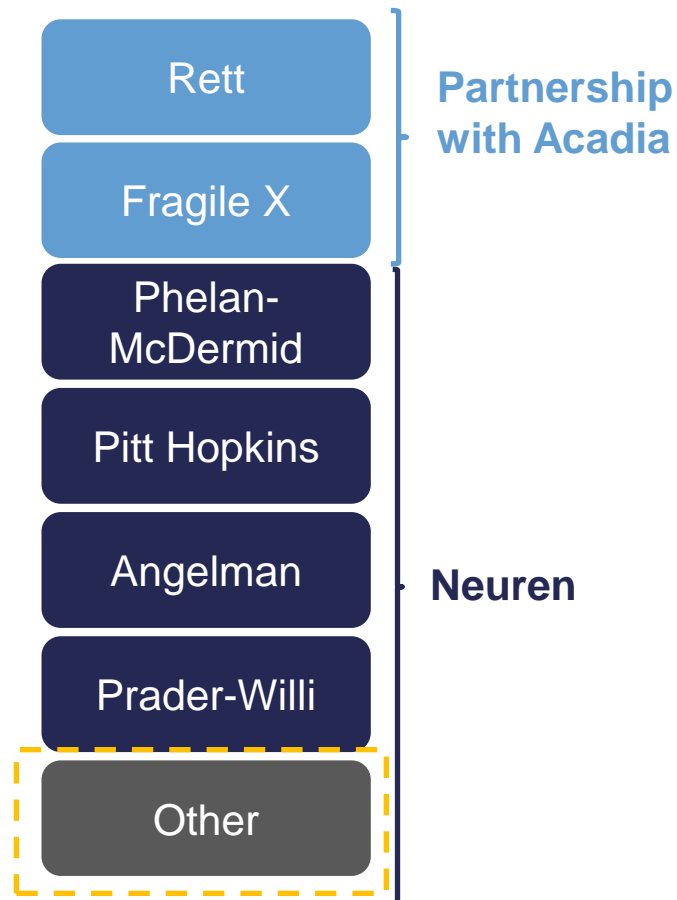 Rett
Partnership
with Acadia
Fragile X
Phelan-
McDermid
Pitt Hopkins
Angelman
Neuren
Prader-Willi
Other